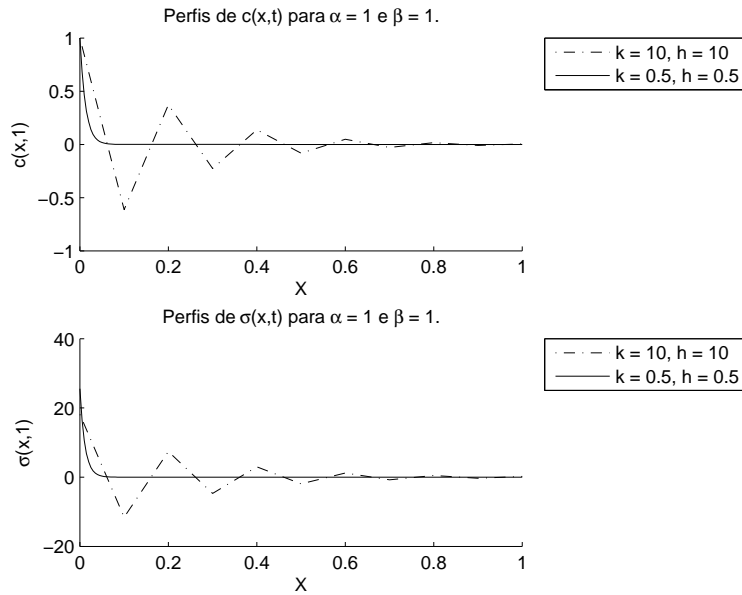 Perfis de c(x,t) para α = 1 e β = 1.
1
0.5
0
−0.5
−1
c(x,1)
0 0.2 0.4 0.6 0.8 1
X
k = 10, h = 10
k = 0.5, h = 0.5
Perfis de σ(x,t) para α = 1 e β = 1.
40
20
0
−20
σ(x,1)
0 0.2 0.4 0.6 0.8 1
X
k = 10, h = 10
k = 0.5, h = 0.5